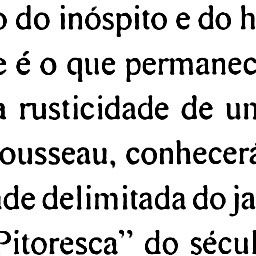 o do inóspito e do h
e é o que permanec
a rusticidade de un
ousseau, conhecerá
de delimitada do ja
Pitoresca” do sécul